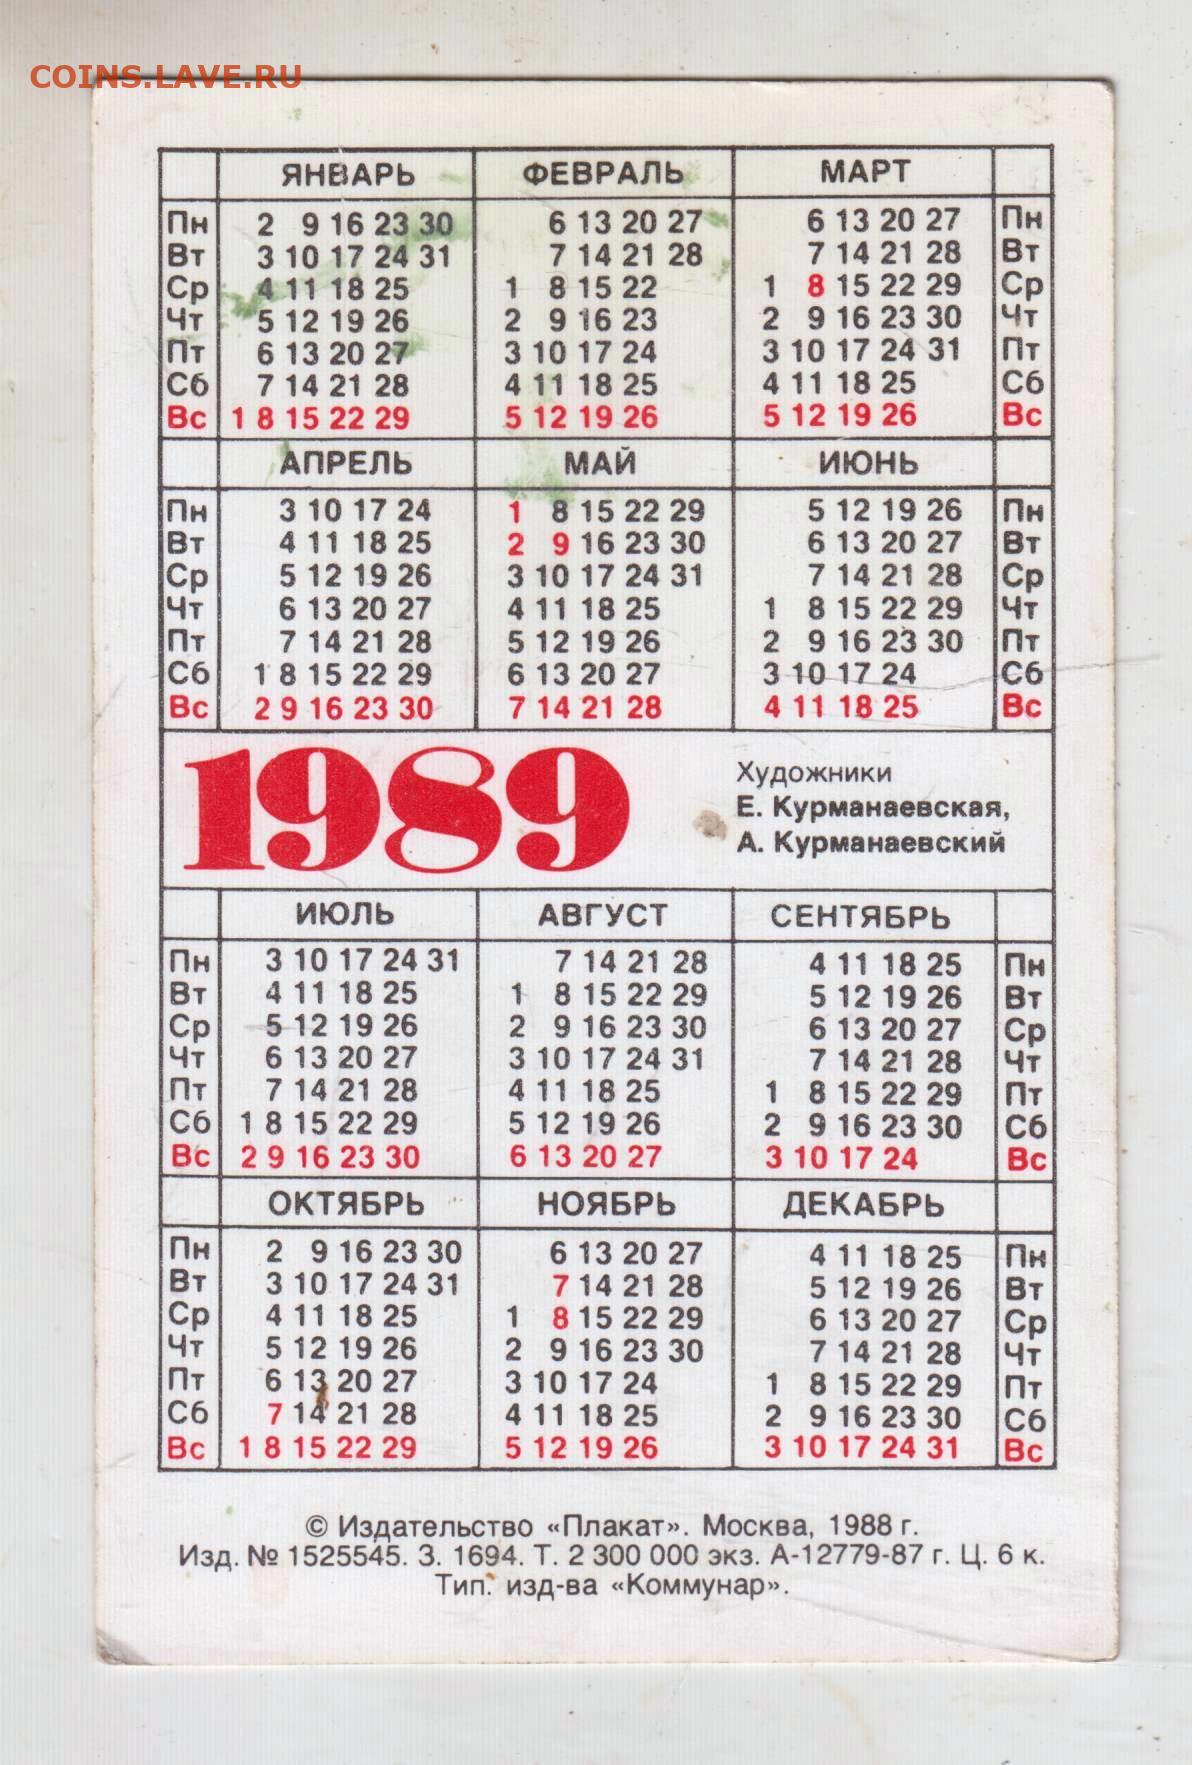 COINS.LAVE.RU
ЯНВАРЬ ФЕВРАЛЬ МАРТ
Пн 2 9 16 23 30 6 13 20 27 6 13 20 27 Пн
Вт 3 10 17 24 31 7 14 21 28 7 14 21 28 Вт
Ср 4 11 18 25 1 8 15 22 1 8 15 22 29 Ср
Чт 5 12 19 26 2 9 16 23 2 9 16 23 30 Чт
Пт 6 13 20 27 3 10 17 24 3 10 17 24 31 Пт
Сб 7 14 21 28 4 11 18 25 4 11 18 25 Сб
Вс 1 8 15 22 29 5 12 19 26 5 12 19 26 Вс
АПРЕЛЬ МАЙ ИЮНЬ
Пн 3 10 17 24 1 8 15 22 29 5 12 19 26 Пн
Вт 4 11 18 25 2 9 16 23 30 6 13 20 27 Вт
Ср 5 12 19 26 3 10 17 24 31 7 14 21 28 Ср
Чт 6 13 20 27 4 11 18 25 1 8 15 22 29 Чт
Пт 7 14 21 28 5 12 19 26 2 9 16 23 30 Пт
Сб 1 8 15 22 29 6 13 20 27 3 10 17 24 Сб
Вс 2 9 16 23 30 7 14 21 28 4 11 18 25 Вс
1989
Художники
Е. Курманаевская,
А. Курманаевский
ИЮЛЬ АВГУСТ СЕНТЯБРЬ
Пн 3 10 17 24 31 7 14 21 28 4 11 18 25 Пн
Вт 4 11 18 25 1 8 15 22 29 5 12 19 26 Вт
Ср 5 12 19 26 2 9 16 23 30 6 13 20 27 Ср
Чт 6 13 20 27 3 10 17 24 31 7 14 21 28 Чт
Пт 7 14 21 28 4 11 18 25 1 8 15 22 29 Пт
Сб 1 8 15 22 29 5 12 19 26 2 9 16 23 30 Сб
Вс 2 9 16 23 30 6 13 20 27 3 10 17 24 Вс
ОКТЯБРЬ НОЯБРЬ ДЕКАБРЬ
Пн 2 9 16 23 30 6 13 20 27 4 11 18 25 Пн
Вт 3 10 17 24 31 7 14 21 28 5 12 19 26 Вт
Ср 4 11 18 25 1 8 15 22 29 6 13 20 27 Ср
Чт 5 12 19 26 2 9 16 23 30 7 14 21 28 Чт
Пт 6 13 20 27 3 10 17 24 1 8 15 22 29 Пт
Сб 7 14 21 28 4 11 18 25 2 9 16 23 30 Сб
Вс 1 8 15 22 29 5 12 19 26 3 10 17 24 31 Вс
© Издательство «Плакат». Москва, 1988 г.
Изд. № 1525545. З. 1694. Т. 2 300 000 экз. А-12779-87 г. Ц. 6 к.
Тип. изд-ва «Коммунар».